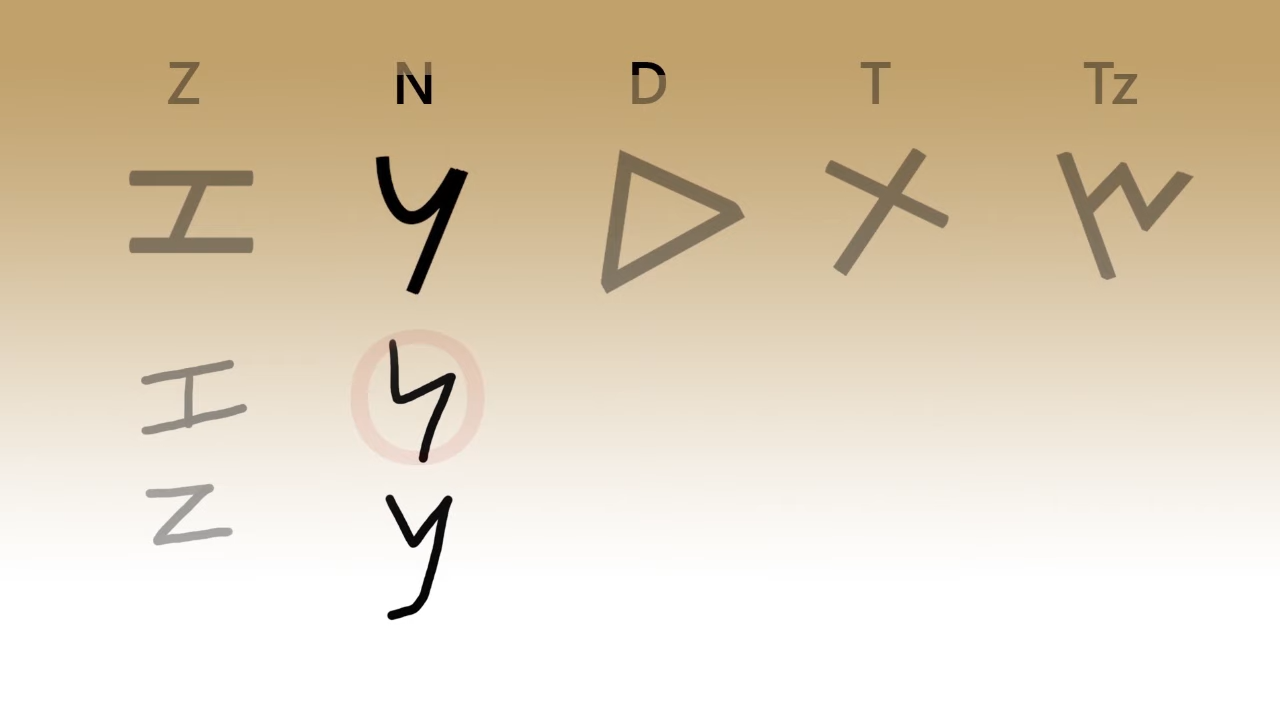 Z N D T Tz
𐤆 𐤍 𐤃 𐤕 𐤑
𐤆 𐤍
𐤆 𐤍